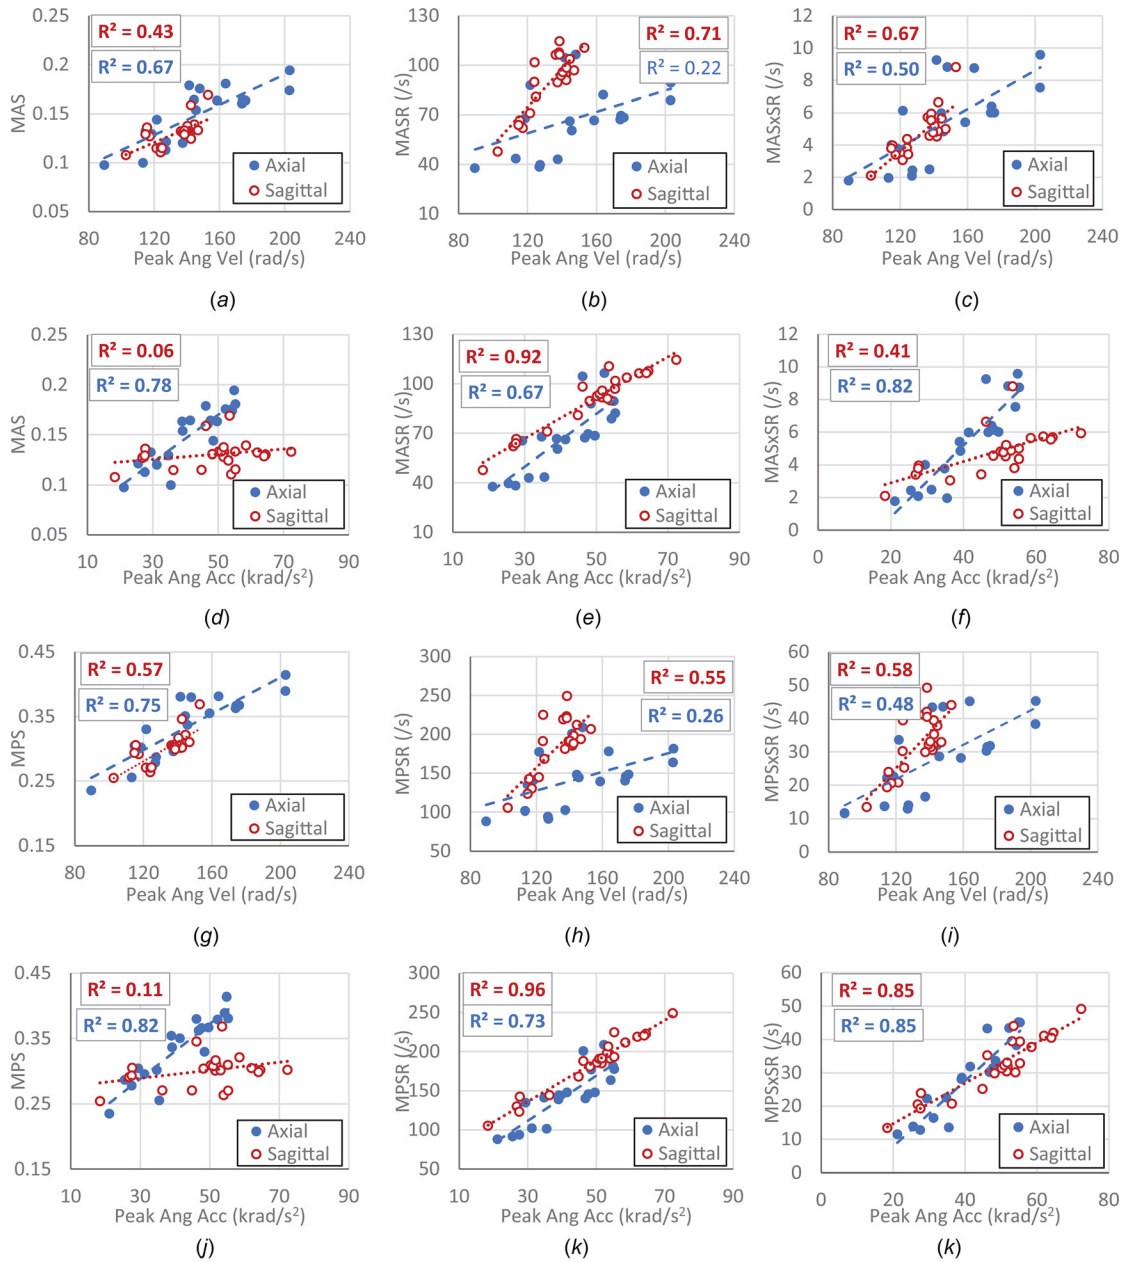 R² = 0.43
R² = 0.67
0.25
0.2
0.15
0.1
0.05
MAS
Axial
Sagittal
80 120 160 200 240
Peak Ang Vel (rad/s)
(a)
R² = 0.71
R² = 0.22
130
100
70
40
10
MASR (/s)
Axial
Sagittal
80 120 160 200 240
Peak Ang Vel (rad/s)
(b)
R² = 0.67
R² = 0.50
12
10
8
6
4
2
0
MASxSR (/s)
Axial
Sagittal
80 120 160 200 240
Peak Ang Vel (rad/s)
(c)
R² = 0.06
R² = 0.78
0.25
0.2
0.15
0.1
0.05
MAS
Axial
Sagittal
10 30 50 70 90
Peak Ang Acc (krad/s²)
(d)
R² = 0.92
R² = 0.67
130
100
70
40
10
MASR (/s)
Axial
Sagittal
10 30 50 70 90
Peak Ang Acc (krad/s²)
(e)
R² = 0.41
R² = 0.82
12
10
8
6
4
2
0
MASxSR (/s)
Axial
Sagittal
0 20 40 60 80
Peak Ang Acc (krad/s²)
(f)
R² = 0.57
R² = 0.75
0.45
0.35
0.25
0.15
MPS
Axial
Sagittal
80 120 160 200 240
Peak Ang Vel (rad/s)
(g)
R² = 0.55
R² = 0.26
300
250
200
150
100
50
MPSR (/s)
Axial
Sagittal
80 120 160 200 240
Peak Ang Vel (rad/s)
(h)
R² = 0.58
R² = 0.48
60
50
40
30
20
10
0
MPSxSR (/s)
Axial
Sagittal
80 120 160 200 240
Peak Ang Vel (rad/s)
(i)
R² = 0.11
R² = 0.82
0.45
0.35
0.25
0.15
MPS
Axial
Sagittal
10 30 50 70 90
Peak Ang Acc (krad/s²)
(j)
R² = 0.96
R² = 0.73
300
250
200
150
100
50
MPSR (/s)
Axial
Sagittal
10 30 50 70 90
Peak Ang Acc (krad/s²)
(k)
R² = 0.85
R² = 0.85
60
50
40
30
20
10
0
MPSxSR (/s)
Axial
Sagittal
0 20 40 60 80
Peak Ang Acc (krad/s²)
(k)